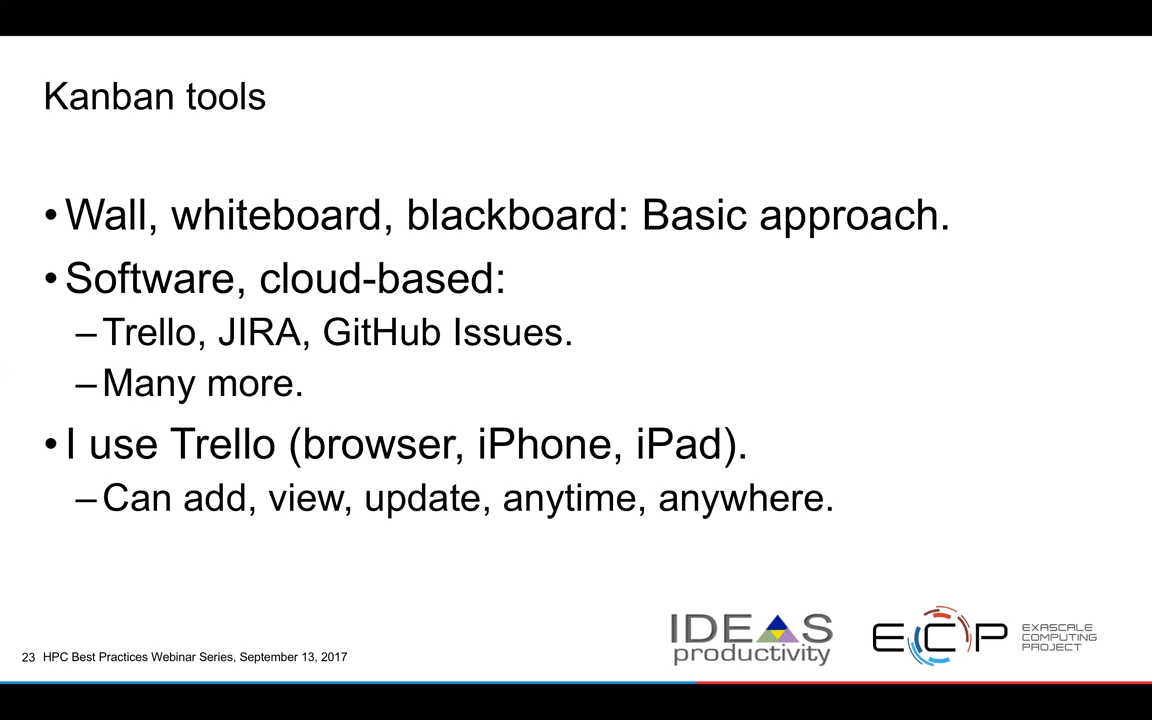 Kanban tools
• Wall, whiteboard, blackboard: Basic approach.
• Software, cloud-based:
– Trello, JIRA, GitHub Issues.
– Many more.
• I use Trello (browser, iPhone, iPad).
– Can add, view, update, anytime, anywhere.
23 HPC Best Practices Webinar Series, September 13, 2017
IDEAS
productivity
ECP
EXASCALE
COMPUTING
PROJECT